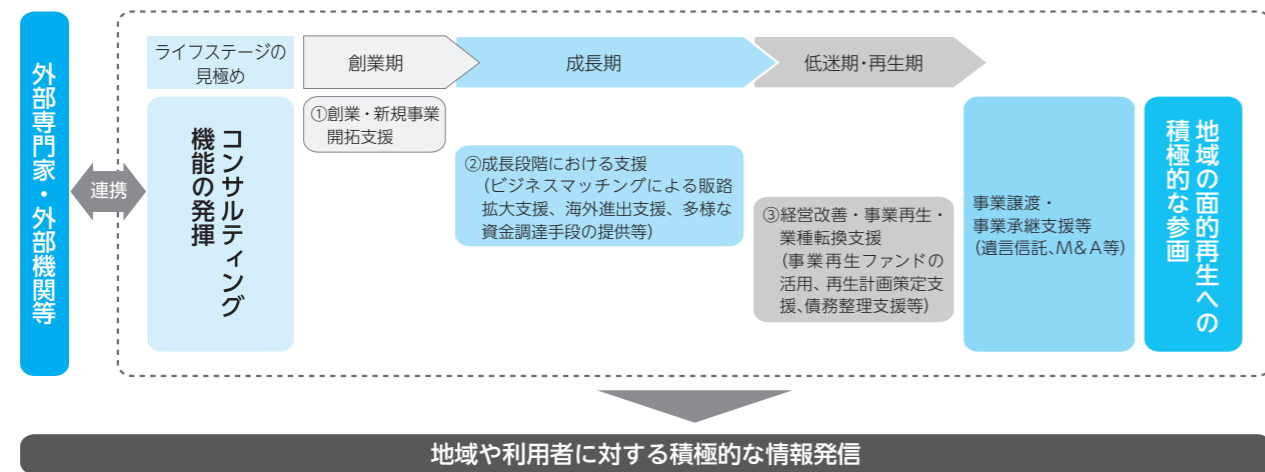 外部専門家・外部機関等
連携
ライフステージの
見極め
コンサルティング
機能の発揮
創業期
成長期
低迷期・再生期
①創業・新規事業
開拓支援
②成長段階における支援
(ビジネスマッチングによる販路
拡大支援、海外進出支援、多様な
資金調達手段の提供等)
③経営改善・事業再生・
業種転換支援
(事業再生ファンドの
活用、再生計画策定支
援、債務整理支援等)
事業譲渡・
事業承継支援等
(遺言信託、M&A等)
地域の面的再生への
積極的な参画
地域や利用者に対する積極的な情報発信